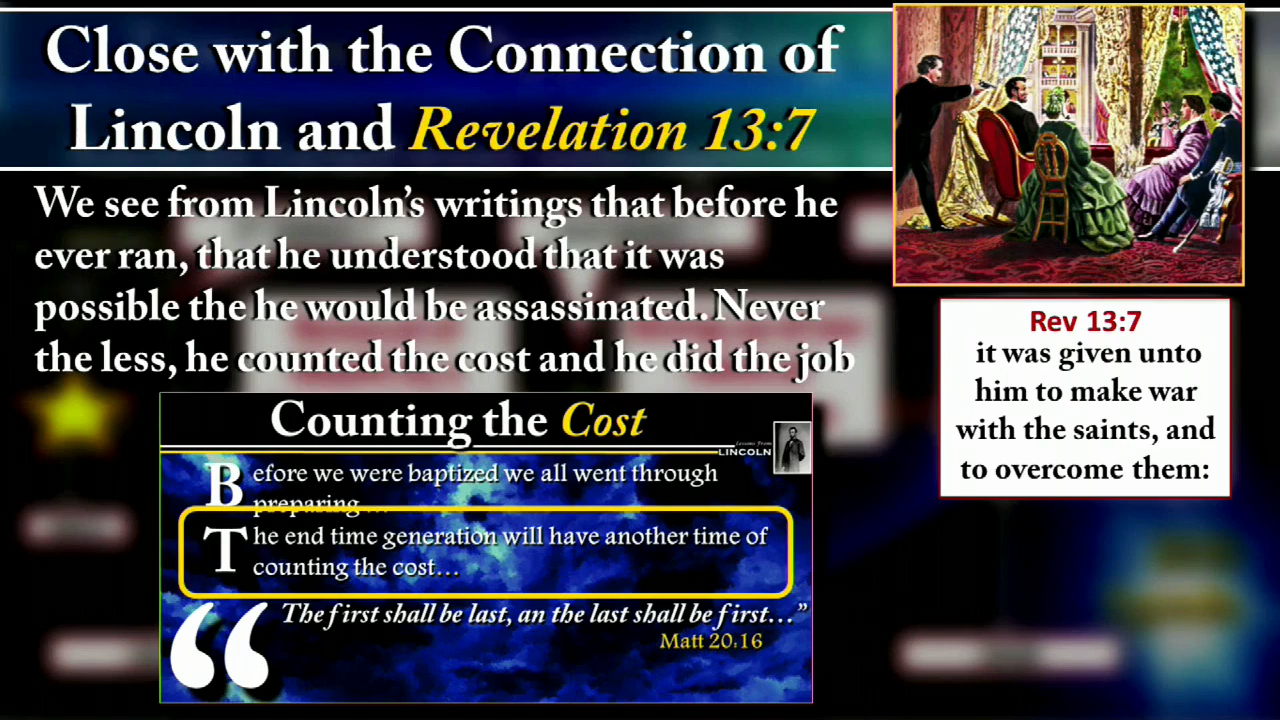 Close with the Connection of
Lincoln and Revelation 13:7
We see from Lincoln's writings that before he
ever ran, that he understood that it was
possible the he would be assassinated. Never
the less, he counted the cost and he did the job
Rev 13:7
it was given unto
him to make war
with the saints, and
to overcome them:
Counting the Cost
Lessons From
LINCOLN
Before we were baptized we all went through
preparing...
The end time generation will have another time of
counting the cost...
“The first shall be last, an the last shall be first...”
Matt 20:16